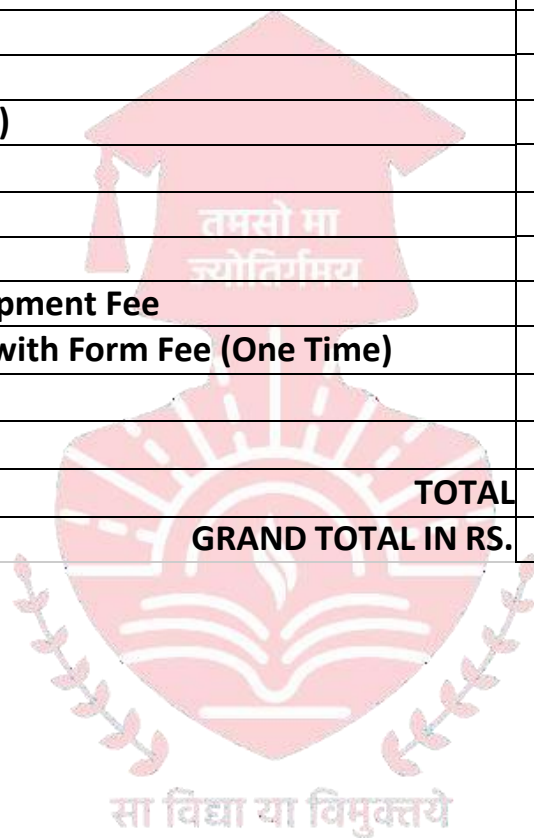 )
तमसो मा
ज्योतिर्गमय
pment Fee
with Form Fee (One Time)
TOTAL
GRAND TOTAL IN RS.
सा विद्या या विमुक्तये